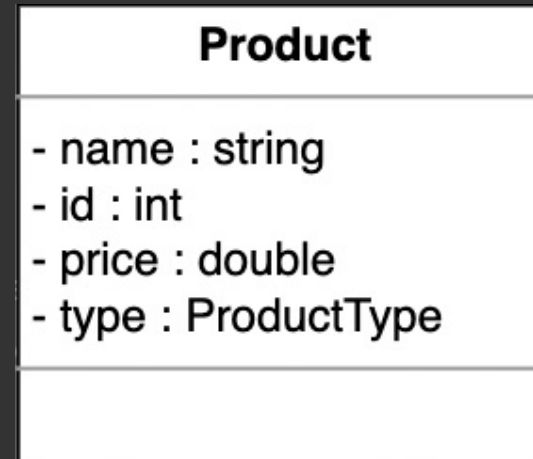 Product
- name : string
- id : int
- price : double
- type : ProductType